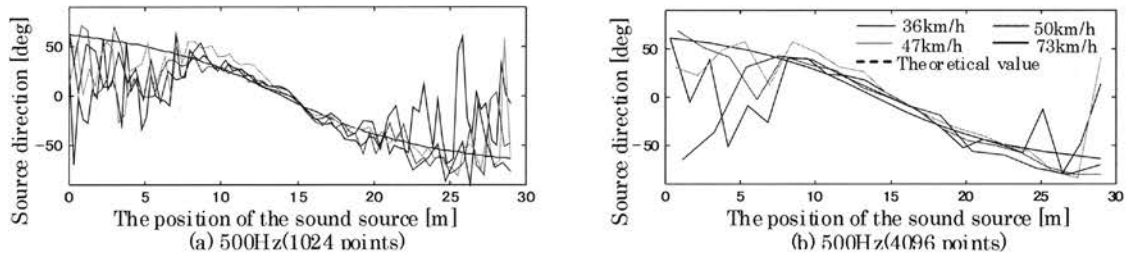 Source direction [deg]
50
0
-50
0 5 10 15 20 25 30
The position of the sound source [m]
(a) 500Hz(1024 points)
Source direction [deg]
50
0
-50
36km/h 50km/h
47km/h 73km/h
Theoretical value
0 5 10 15 20 25 30
The position of the sound source [m]
(b) 500Hz(4096 points)